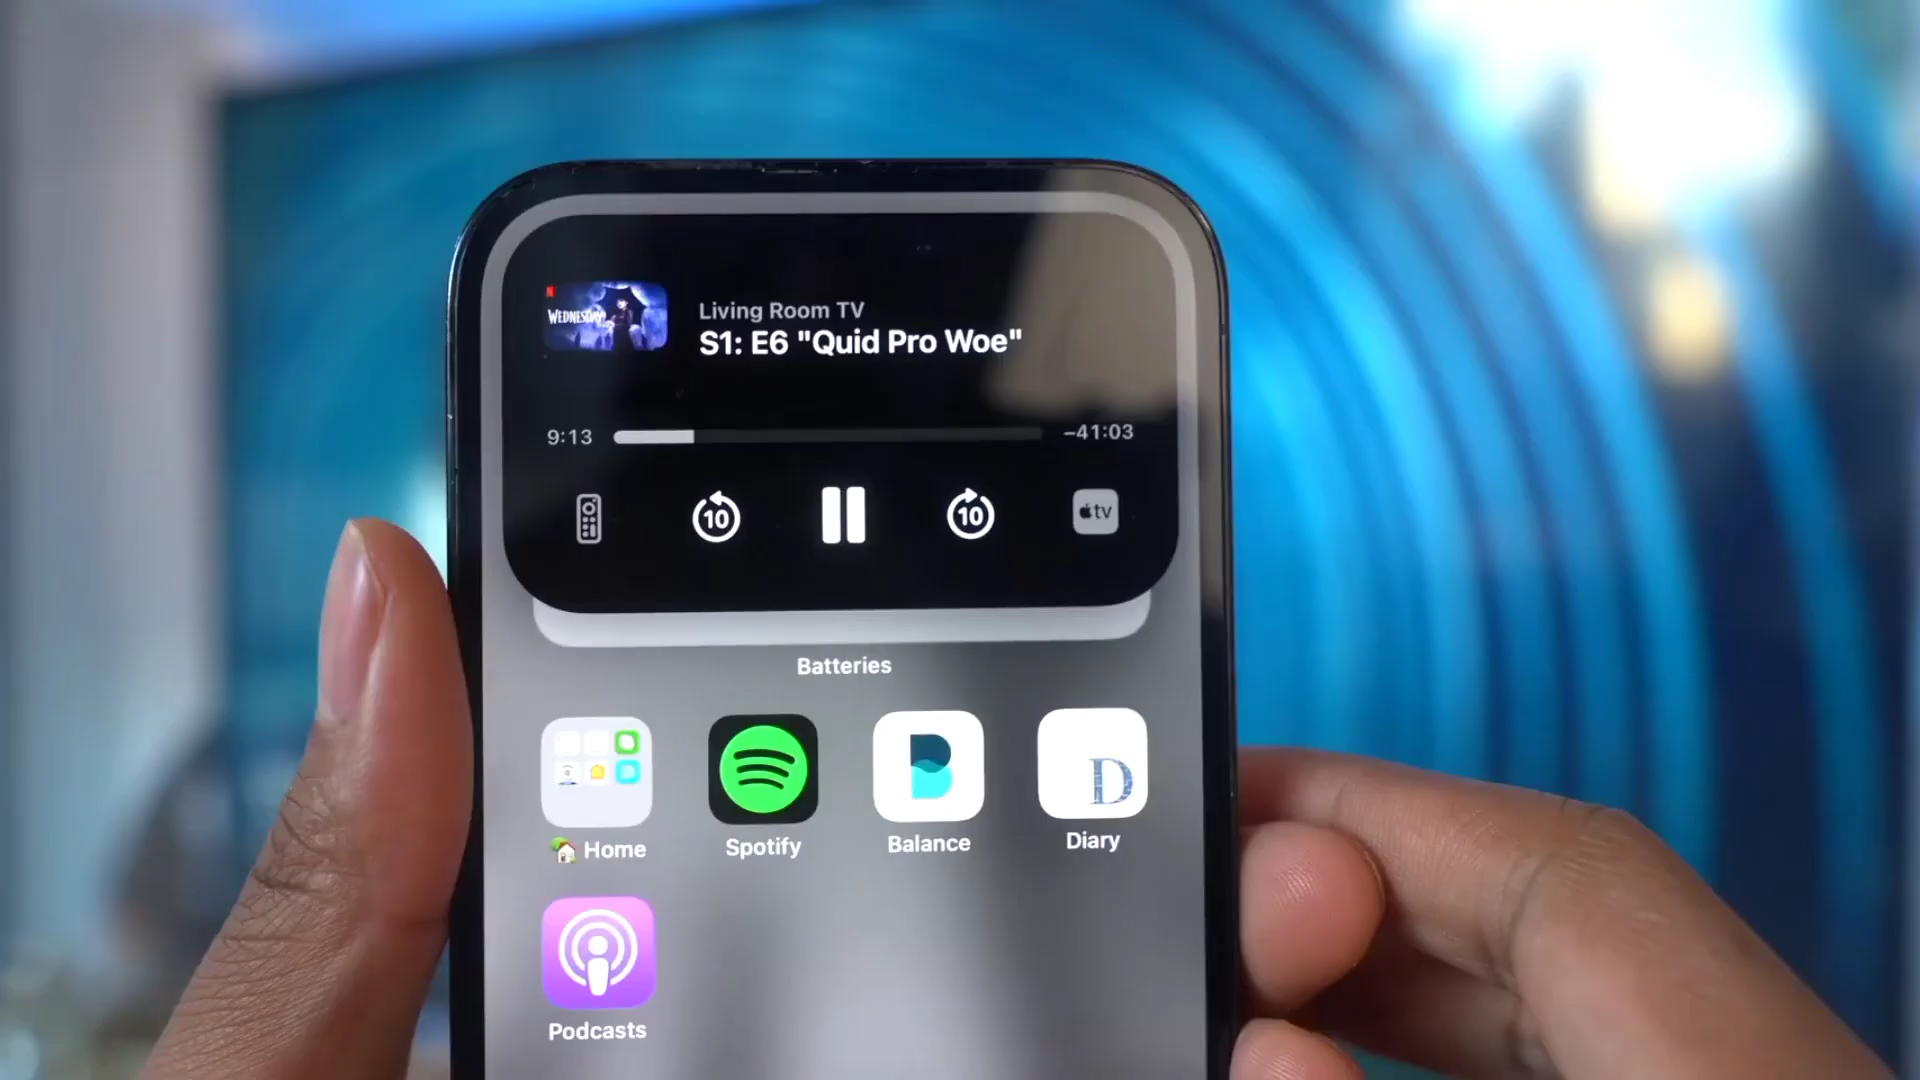 WEDNESDAY
Living Room TV
S1: E6 "Quid Pro Woe"
9:13
-41:03
10
10
tv
Batteries
Home
Spotify
B
Balance
D
Diary
Podcasts